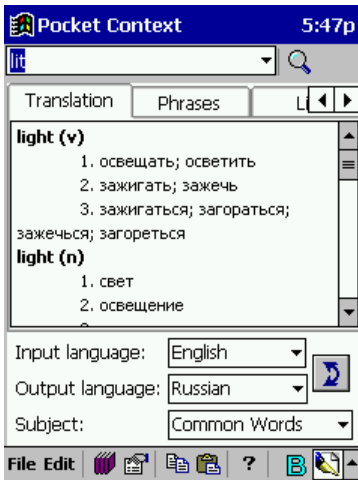 Pocket Context 5:47p
lit
Translation Phrases Li
light (v)
1. освещать; осветить
2. зажигать; зажечь
3. зажигаться; загораться;
зажечься; загореться
light (n)
1. свет
2. освещение
Input language: English
Output language: Russian
Subject: Common Words
File Edit ? B